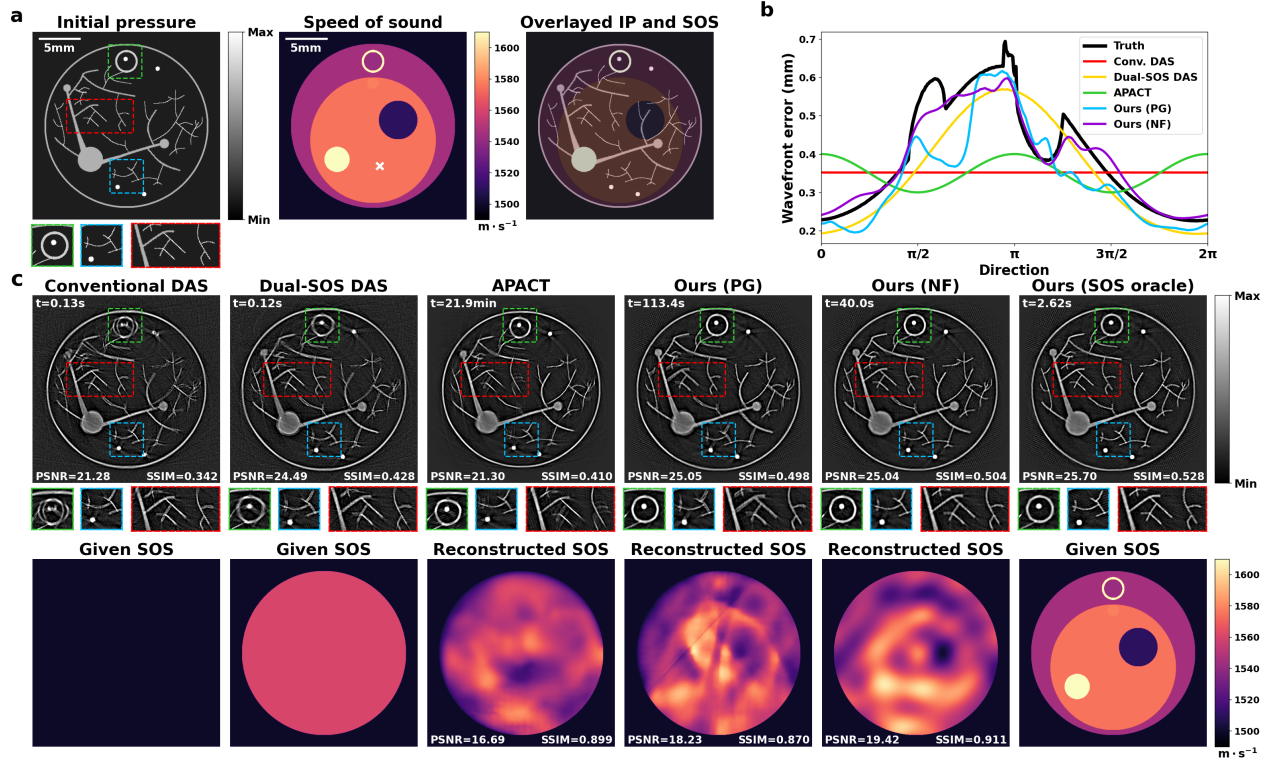 a
Initial pressure
Speed of sound
Overlayed IP and SOS
5mm
5mm
Max
Min
1600
1580
1560
1540
1520
1500
m · s⁻¹
b
Wavefront error (mm)
0.7
0.6
0.5
0.4
0.3
0.2
0
π/2
π
3π/2
2π
Direction
Truth
Conv. DAS
Dual-SOS DAS
APACT
Ours (PG)
Ours (NF)
c
Conventional DAS
Dual-SOS DAS
APACT
Ours (PG)
Ours (NF)
Ours (SOS oracle)
t=0.13s
t=0.12s
t=21.9min
t=113.4s
t=40.0s
t=2.62s
PSNR=21.28 SSIM=0.342
PSNR=24.49 SSIM=0.428
PSNR=21.30 SSIM=0.410
PSNR=25.05 SSIM=0.498
PSNR=25.04 SSIM=0.504
PSNR=25.70 SSIM=0.528
Max
Min
Given SOS
Given SOS
Reconstructed SOS
Reconstructed SOS
Reconstructed SOS
Given SOS
PSNR=16.69 SSIM=0.899
PSNR=18.23 SSIM=0.870
PSNR=19.42 SSIM=0.911
1600
1580
1560
1540
1520
1500
m · s⁻¹